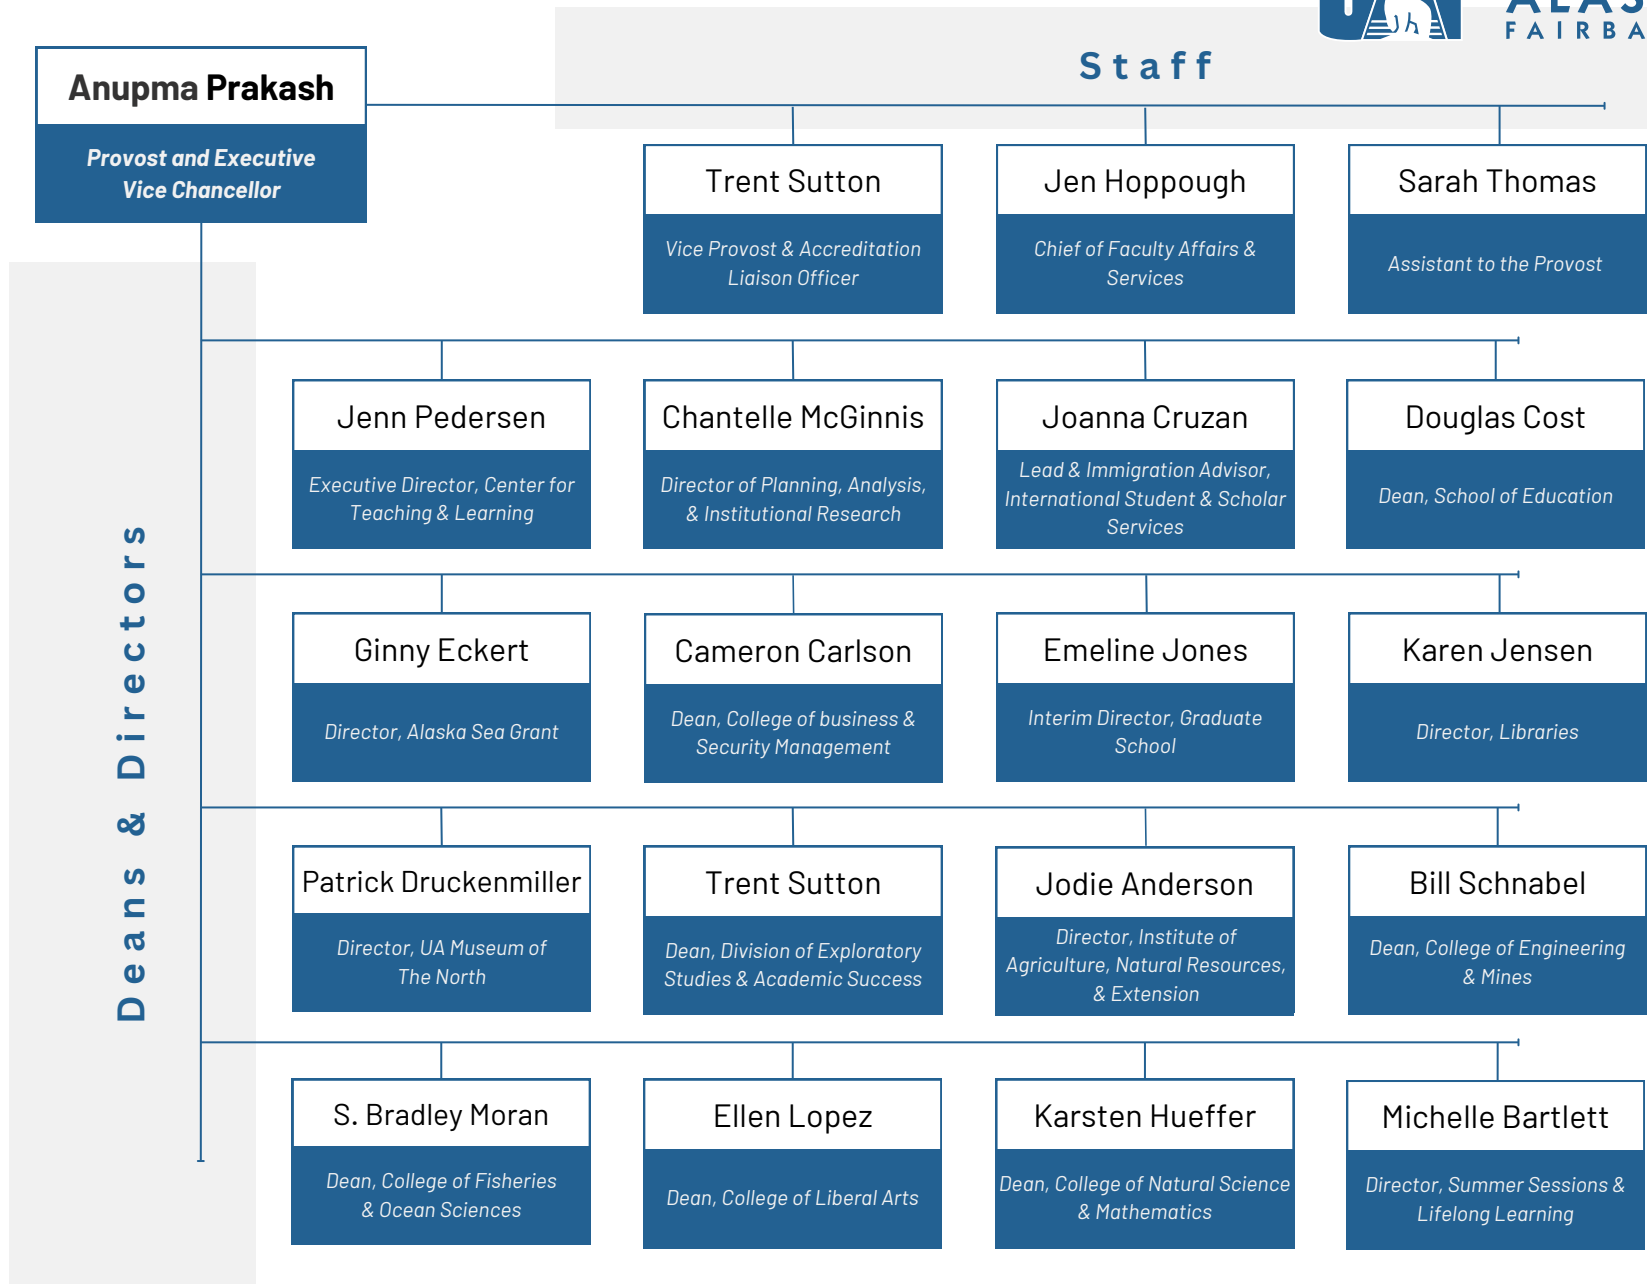 ALAS
FAIRBA
Staff
Anupma Prakash
Provost and Executive
Vice Chancellor
Trent Sutton
Vice Provost & Accreditation
Liaison Officer
Jen Hoppough
Chief of Faculty Affairs &
Services
Sarah Thomas
Assistant to the Provost
Deans & Directors
Jenn Pedersen
Executive Director, Center for
Teaching & Learning
Chantelle McGinnis
Director of Planning, Analysis,
& Institutional Research
Joanna Cruzan
Lead & Immigration Advisor,
International Student & Scholar
Services
Douglas Cost
Dean, School of Education
Ginny Eckert
Director, Alaska Sea Grant
Cameron Carlson
Dean, College of business &
Security Management
Emeline Jones
Interim Director, Graduate
School
Karen Jensen
Director, Libraries
Patrick Druckenmiller
Director, UA Museum of
The North
Trent Sutton
Dean, Division of Exploratory
Studies & Academic Success
Jodie Anderson
Director, Institute of
Agriculture, Natural Resources,
& Extension
Bill Schnabel
Dean, College of Engineering
& Mines
S. Bradley Moran
Dean, College of Fisheries
& Ocean Sciences
Ellen Lopez
Dean, College of Liberal Arts
Karsten Hueffer
Dean, College of Natural Science
& Mathematics
Michelle Bartlett
Director, Summer Sessions &
Lifelong Learning